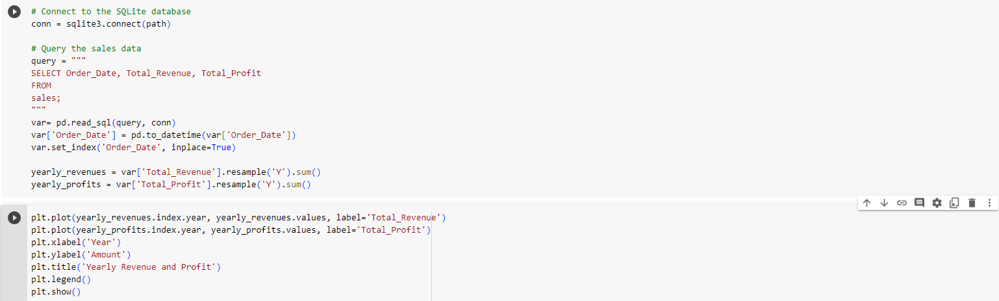 # Connect to the SQLite database
conn = sqlite3.connect(path)
# Query the sales data
query = """
SELECT Order_Date, Total_Revenue, Total_Profit
FROM
sales;
"""
var= pd.read_sql(query, conn)
var['Order_Date'] = pd.to_datetime(var['Order_Date'])
var.set_index('Order_Date', inplace=True)
yearly_revenues = var['Total_Revenue'].resample('Y').sum()
yearly_profits = var['Total_Profit'].resample('Y').sum()
plt.plot(yearly_revenues.index.year, yearly_revenues.values, label='Total_Revenue')
plt.plot(yearly_profits.index.year, yearly_profits.values, label='Total_Profit')
plt.xlabel('Year')
plt.ylabel('Amount')
plt.title('Yearly Revenue and Profit')
plt.legend()
plt.show()